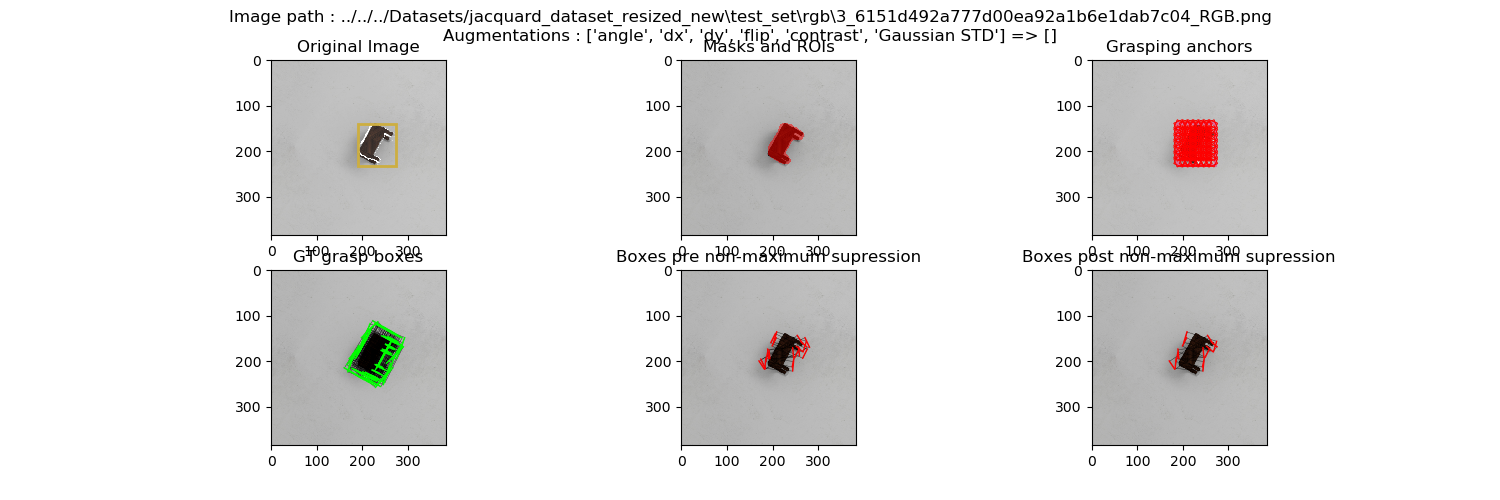 Image path : ../../../Datasets/jacquard_dataset_resized_new\test_set\rgb\3_6151d492a777d00ea92a1b6e1dab7c04_RGB.png
Augmentations : ['angle', 'dx', 'dy', 'flip', 'contrast', 'Gaussian STD'] => []
Original Image
Masks and ROIs
Grasping anchors
0
100
200
300
0 100 200 300
0
100
200
300
0 100 200 300
0
100
200
300
0 100 200 300
GT grasp boxes
Boxes pre non-maximum supression
Boxes post non-maximum supression
0
100
200
300
0 100 200 300
0
100
200
300
0 100 200 300
0
100
200
300
0 100 200 300